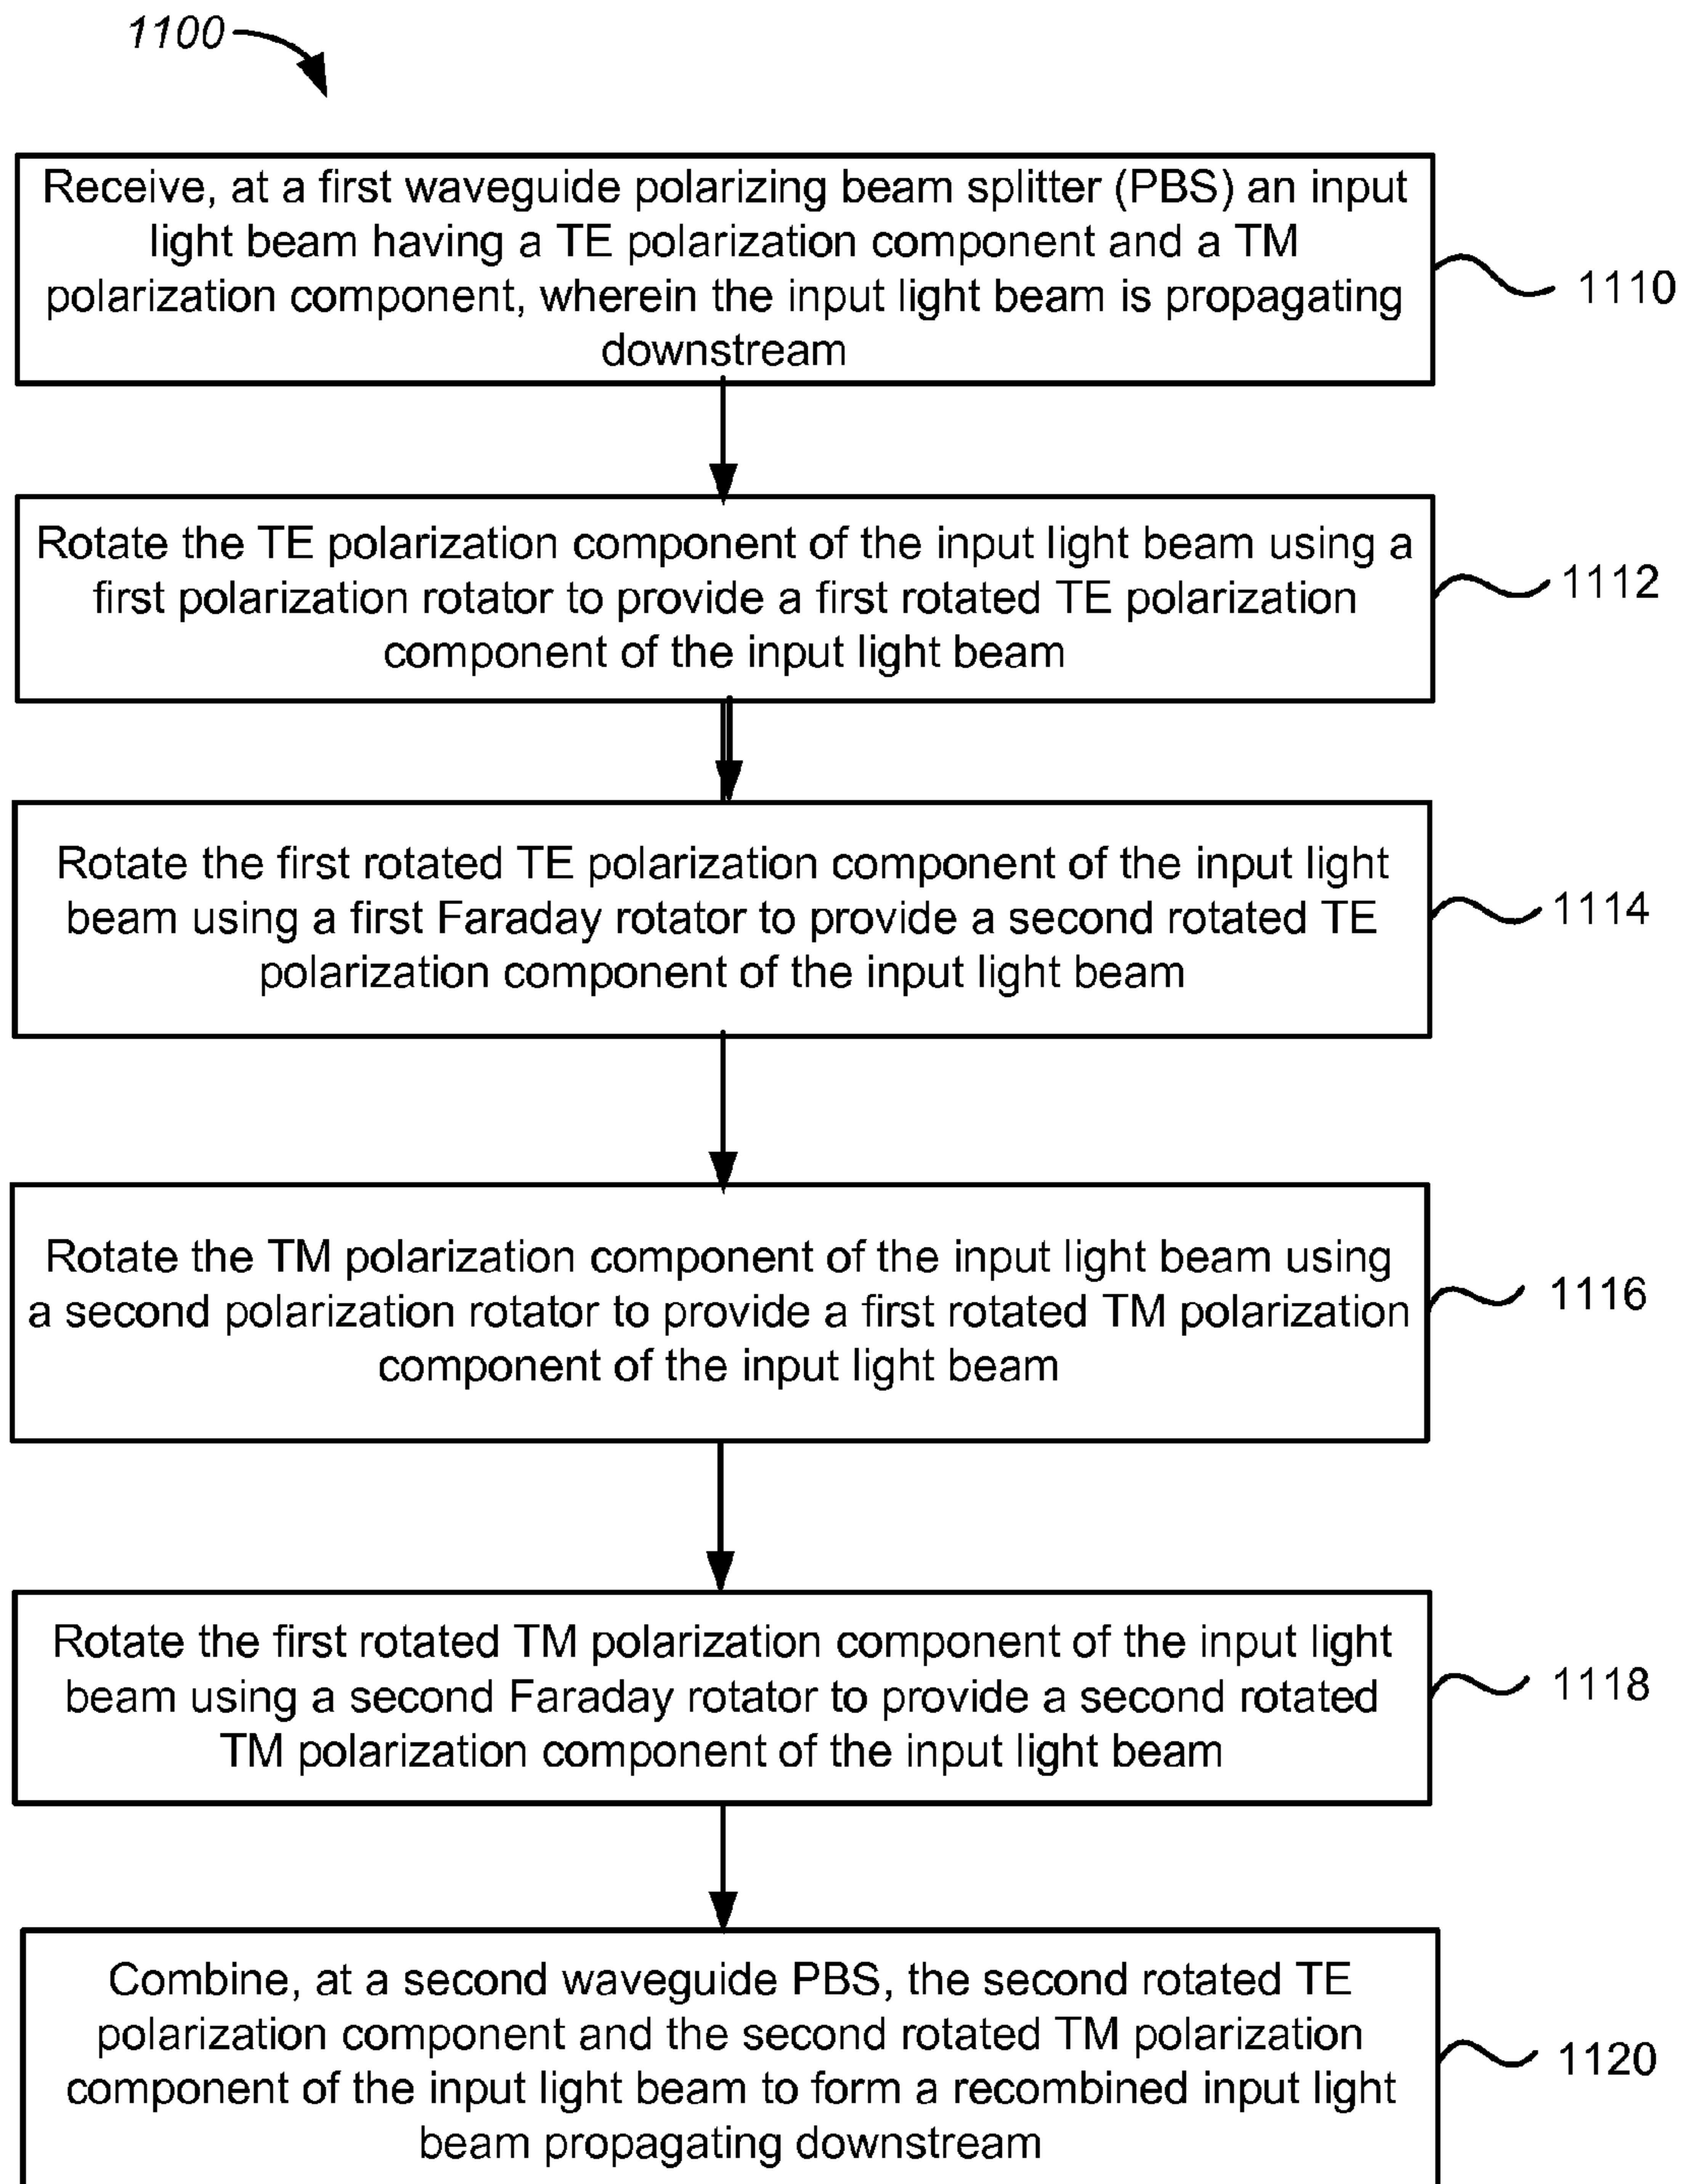 1100
Receive, at a first waveguide polarizing beam splitter (PBS) an input
light beam having a TE polarization component and a TM
polarization component, wherein the input light beam is propagating
downstream
1110
Rotate the TE polarization component of the input light beam using a
first polarization rotator to provide a first rotated TE polarization
component of the input light beam
1112
Rotate the first rotated TE polarization component of the input light
beam using a first Faraday rotator to provide a second rotated TE
polarization component of the input light beam
1114
Rotate the TM polarization component of the input light beam using
a second polarization rotator to provide a first rotated TM polarization
component of the input light beam
1116
Rotate the first rotated TM polarization component of the input light
beam using a second Faraday rotator to provide a second rotated
TM polarization component of the input light beam
1118
Combine, at a second waveguide PBS, the second rotated TE
polarization component and the second rotated TM polarization
component of the input light beam to form a recombined input light
beam propagating downstream
1120